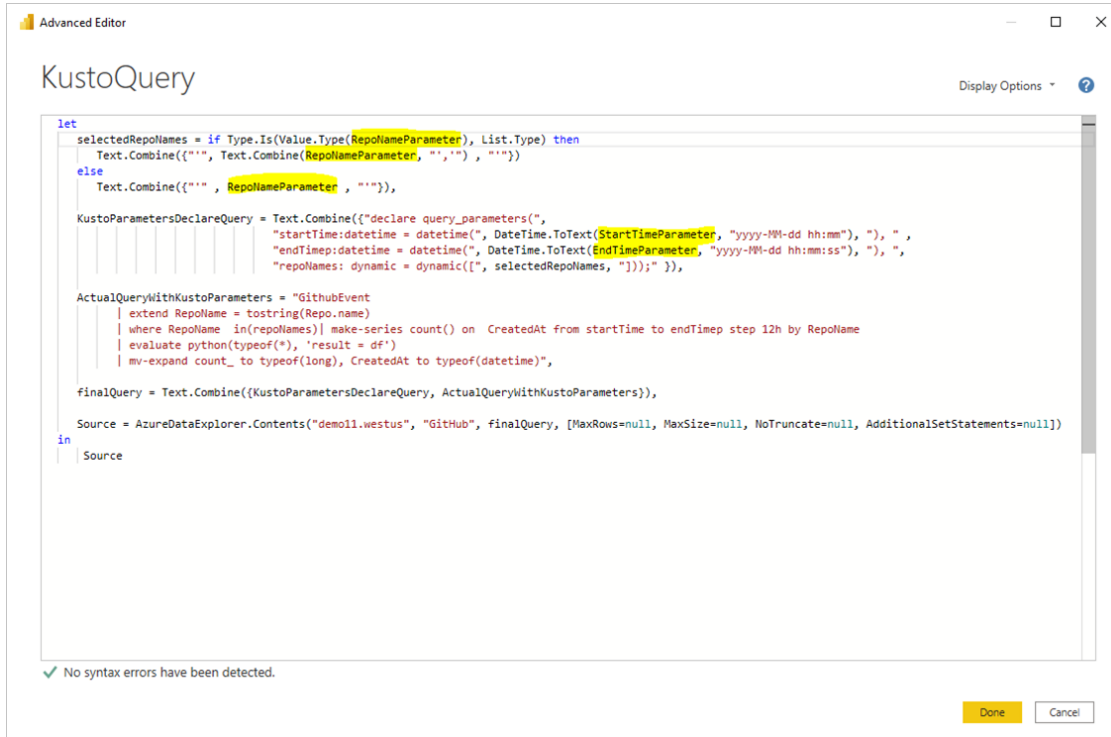 Advanced Editor
KustoQuery
Display Options
?
let
selectedRepoNames = if Type.Is(Value.Type(RepoNameParameter), List.Type) then
Text.Combine({"'", Text.Combine(RepoNameParameter, "','") , "'"})
else
Text.Combine({"'" , RepoNameParameter , "'"}),
KustoParametersDeclareQuery = Text.Combine({"declare query_parameters(",
"startTime:datetime = datetime(", DateTime.ToText(StartTimeParameter, "yyyy-MM-dd hh:mm"), "), " ,
"endTimep:datetime = datetime(", DateTime.ToText(EndTimeParameter, "yyyy-MM-dd hh:mm:ss"), "), ",
"repoNames: dynamic = dynamic([", selectedRepoNames, "]));" }),
ActualQueryWithKustoParameters = "GithubEvent
| extend RepoName = tostring(Repo.name)
| where RepoName  in(repoNames)| make-series count() on  CreatedAt from startTime to endTimep step 12h by RepoName
| evaluate python(typeof(*), 'result = df')
| mv-expand count_ to typeof(long), CreatedAt to typeof(datetime)",
finalQuery = Text.Combine({KustoParametersDeclareQuery, ActualQueryWithKustoParameters}),
Source = AzureDataExplorer.Contents("demo11.westus", "GitHub", finalQuery, [MaxRows=null, MaxSize=null, NoTruncate=null, AdditionalSetStatements=null])
in
Source
No syntax errors have been detected.
Done
Cancel